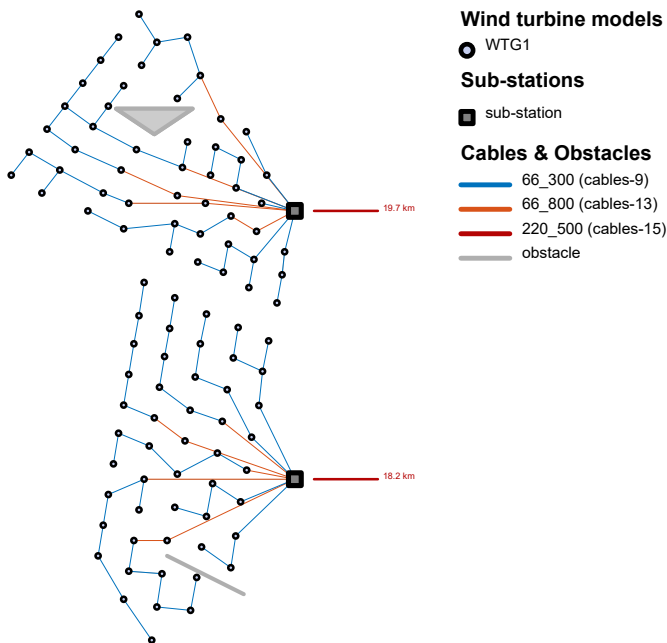 Wind turbine models
WTG1
Sub-stations
sub-station
Cables & Obstacles
66_300 (cables-9)
66_800 (cables-13)
220_500 (cables-15)
obstacle
19.7 km
18.2 km